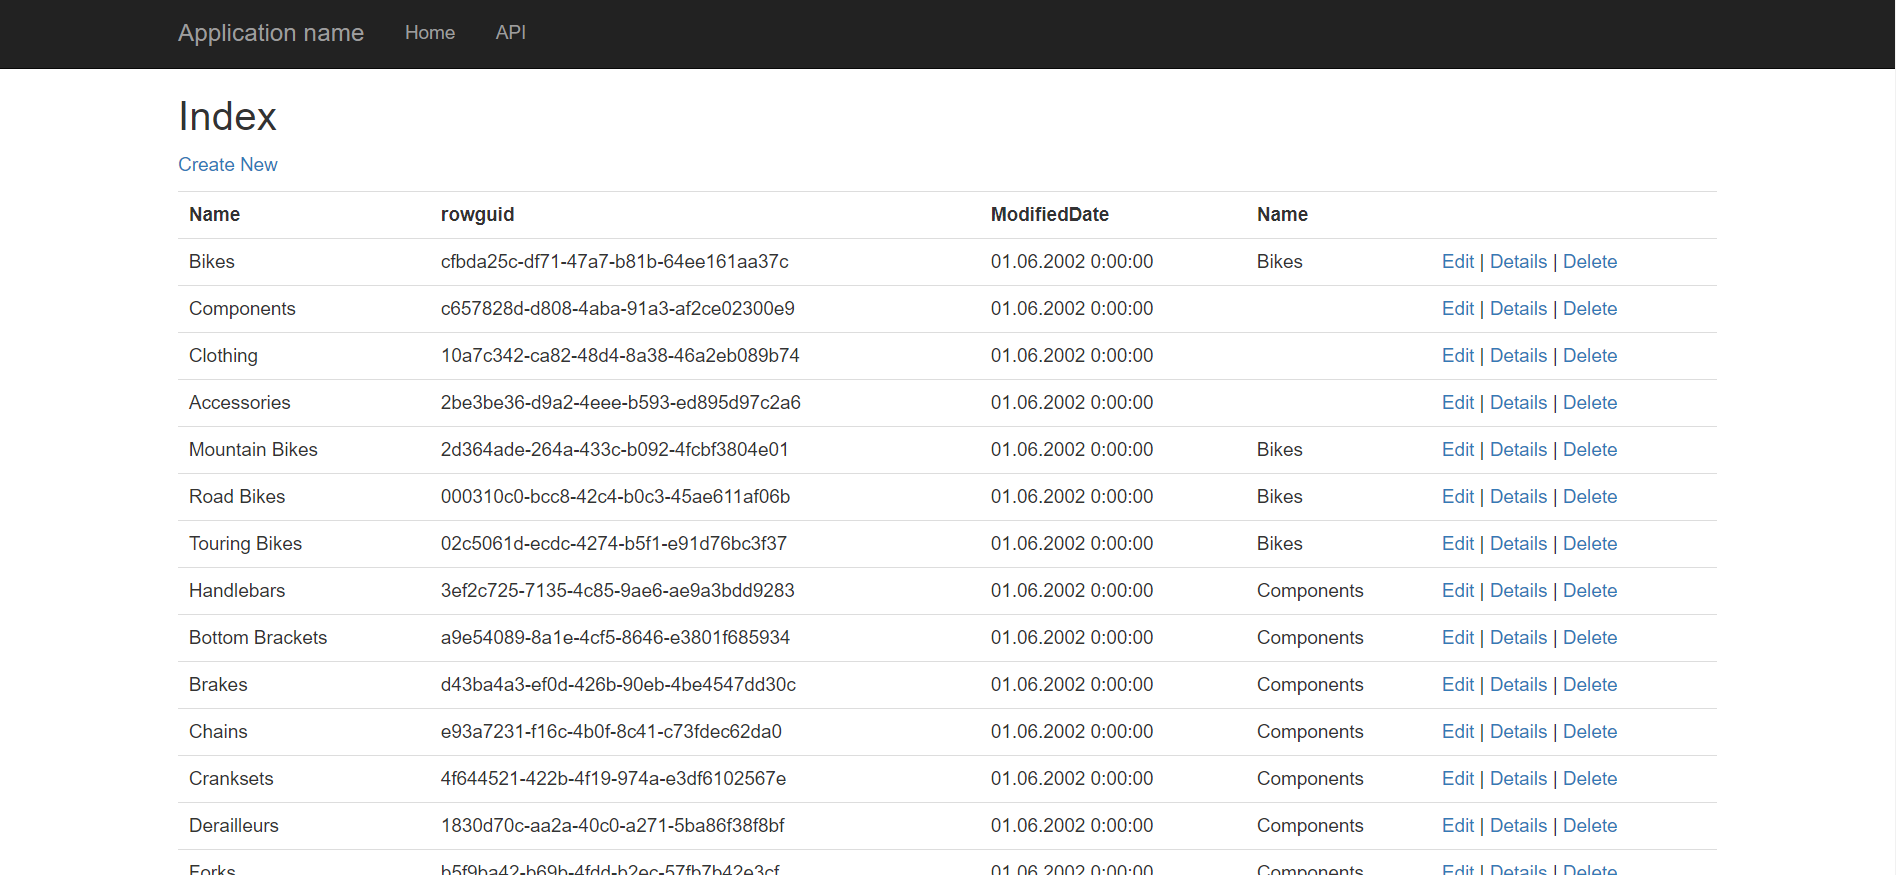 Application name Home API
Index
Create New
Name rowguid ModifiedDate Name
Bikes cfbda25c-df71-47a7-b81b-64ee161aa37c 01.06.2002 0:00:00 Bikes Edit | Details | Delete
Components c657828d-d808-4aba-91a3-af2ce02300e9 01.06.2002 0:00:00 Edit | Details | Delete
Clothing 10a7c342-ca82-48d4-8a38-46a2eb089b74 01.06.2002 0:00:00 Edit | Details | Delete
Accessories 2be3be36-d9a2-4eee-b593-ed895d97c2a6 01.06.2002 0:00:00 Edit | Details | Delete
Mountain Bikes 2d364ade-264a-433c-b092-4fcbf3804e01 01.06.2002 0:00:00 Bikes Edit | Details | Delete
Road Bikes 000310c0-bcc8-42c4-b0c3-45ae611af06b 01.06.2002 0:00:00 Bikes Edit | Details | Delete
Touring Bikes 02c5061d-ecdc-4274-b5f1-e91d76bc3f37 01.06.2002 0:00:00 Bikes Edit | Details | Delete
Handlebars 3ef2c725-7135-4c85-9ae6-ae9a3bdd9283 01.06.2002 0:00:00 Components Edit | Details | Delete
Bottom Brackets a9e54089-8a1e-4cf5-8646-e3801f685934 01.06.2002 0:00:00 Components Edit | Details | Delete
Brakes d43ba4a3-ef0d-426b-90eb-4be4547dd30c 01.06.2002 0:00:00 Components Edit | Details | Delete
Chains e93a7231-f16c-4b0f-8c41-c73fdec62da0 01.06.2002 0:00:00 Components Edit | Details | Delete
Cranksets 4f644521-422b-4f19-974a-e3df6102567e 01.06.2002 0:00:00 Components Edit | Details | Delete
Derailleurs 1830d70c-aa2a-40c0-a271-5ba86f38f8bf 01.06.2002 0:00:00 Components Edit | Details | Delete
Forks b5f9ba42-b69b-4fdd-b2ec-57fb7b42e3cf 01.06.2002 0:00:00 Components Edit | Details | Delete